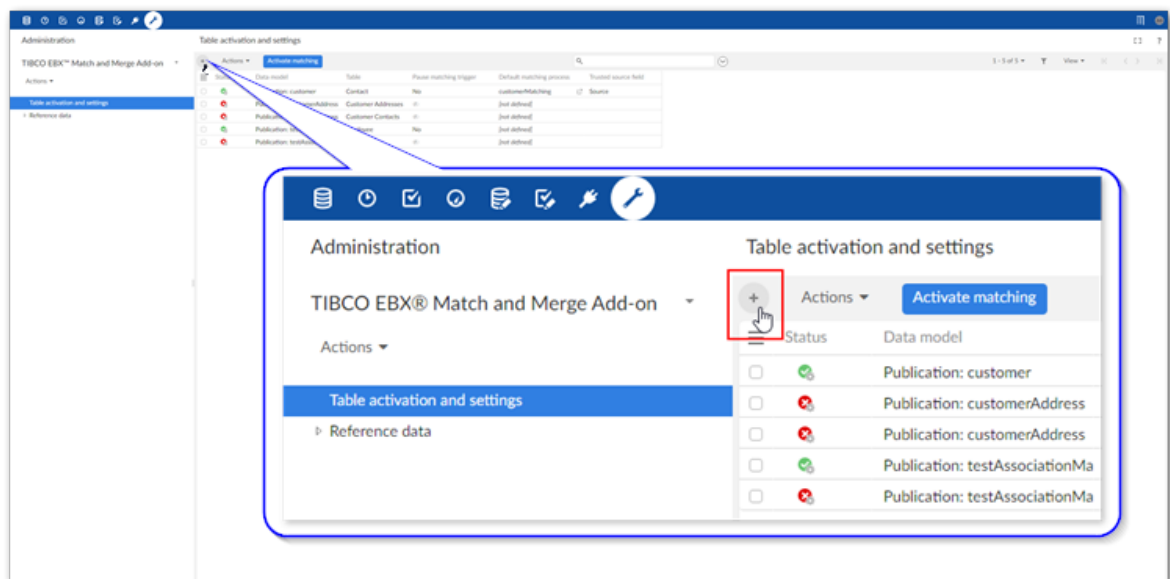 Administration
Table activation and settings
?
TIBCO EBX™ Match and Merge Add-on
Actions
Activate matching
1 - 5 of 5
View
Actions
Data model Table Pause matching trigger Default matching process Trusted source field
customer Contact No customerMatching Source
Table activation and settings
Customer Addresses [not defined]
Reference data
Customer Contacts [not defined]
No [not defined]
Publication: [not defined]
Administration
Table activation and settings
TIBCO EBX® Match and Merge Add-on
+ Actions Activate matching
Actions
Status Data model
Publication: customer
Table activation and settings
Publication: customerAddress
Reference data
Publication: customerAddress
Publication: testAssociationMa
Publication: testAssociationMa